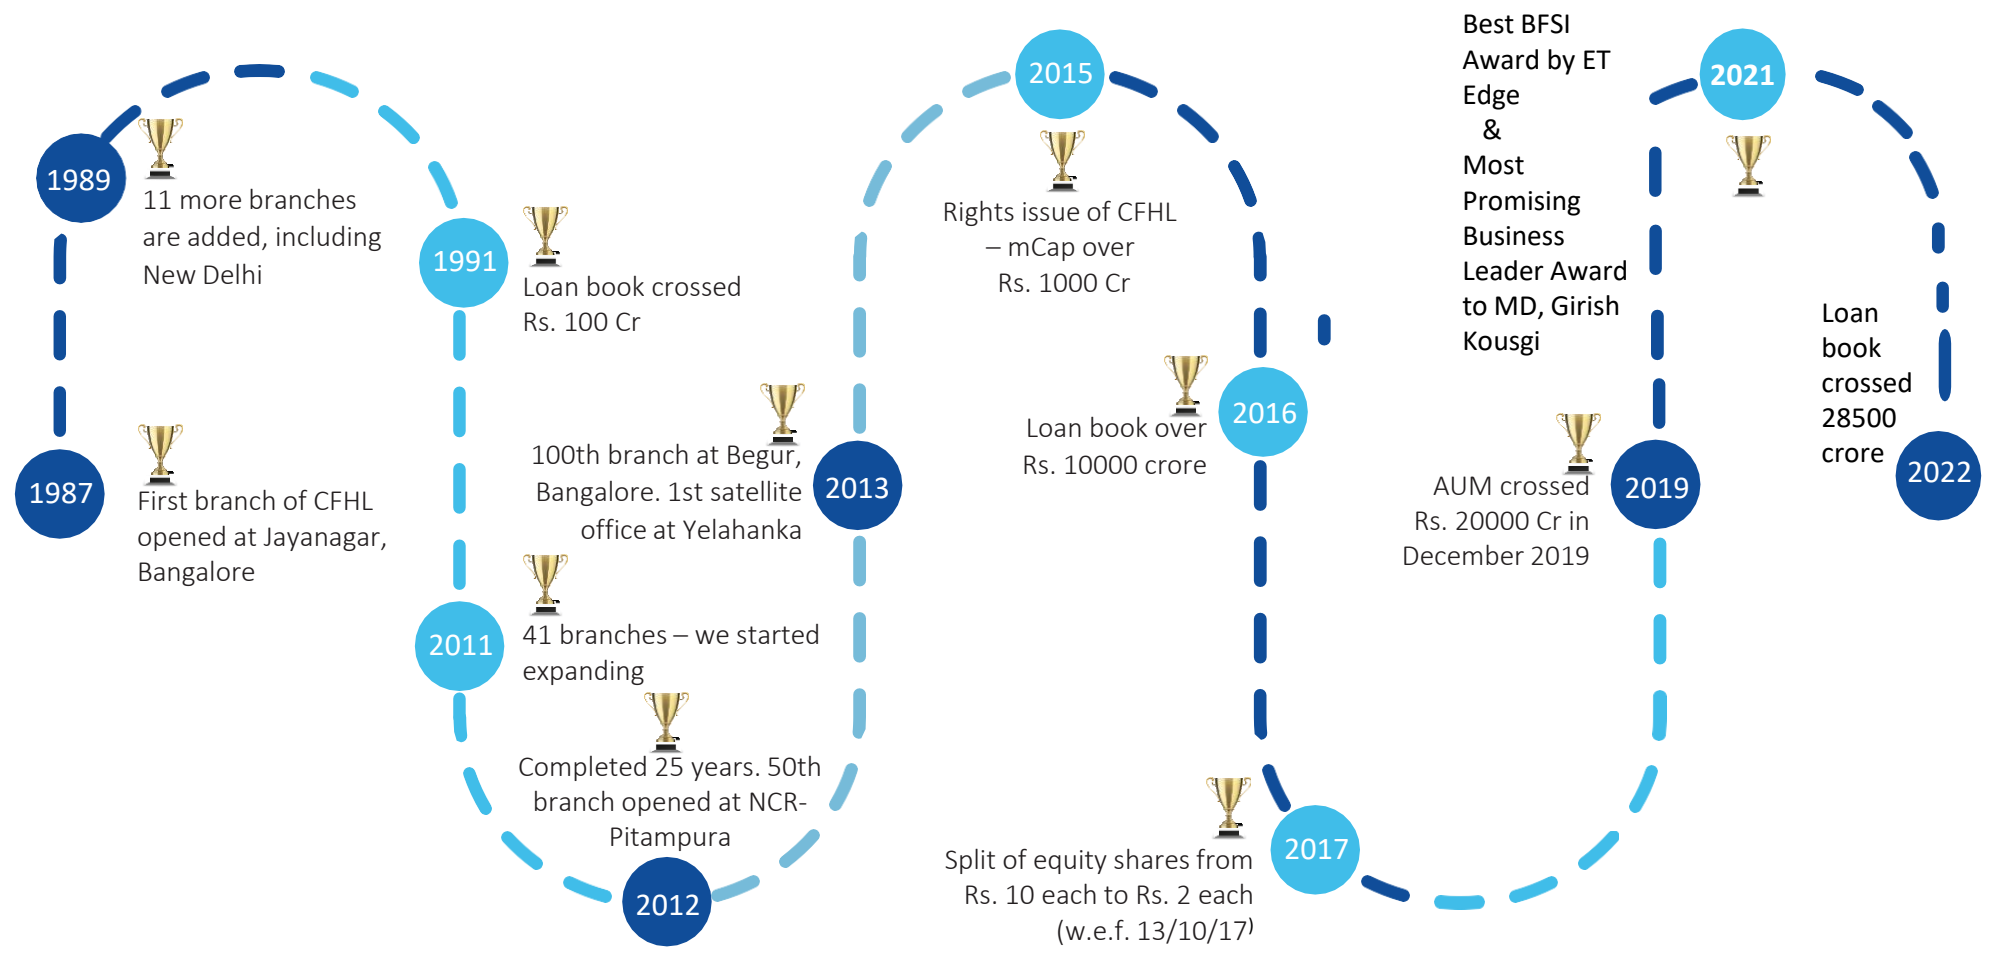 1987
First branch of CFHL
opened at Jayanagar,
Bangalore
1989
11 more branches
are added, including
New Delhi
1991
Loan book crossed
Rs. 100 Cr
2011
41 branches – we started
expanding
Completed 25 years. 50th
branch opened at NCR-
Pitampura
2012
100th branch at Begur,
Bangalore. 1st satellite
office at Yelahanka
2013
2015
Rights issue of CFHL
– mCap over
Rs. 1000 Cr
2016
Loan book over
Rs. 10000 crore
2017
Split of equity shares from
Rs. 10 each to Rs. 2 each
(w.e.f. 13/10/17)
2019
AUM crossed
Rs. 20000 Cr in
December 2019
Best BFSI
Award by ET
Edge
&
Most
Promising
Business
Leader Award
to MD, Girish
Kousgi
2021
Loan
book
crossed
28500
crore
2022